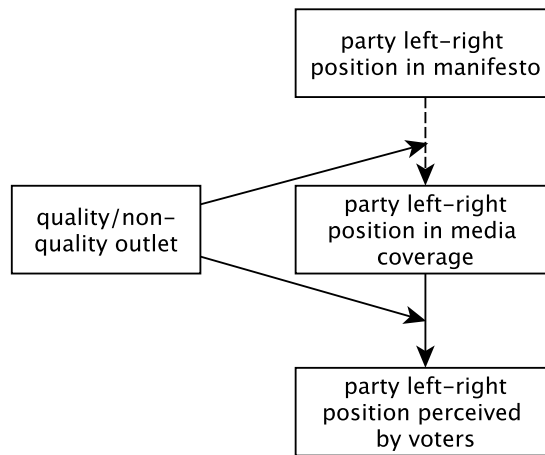 party left-right
position in manifesto
quality/non-
quality outlet
party left-right
position in media
coverage
party left-right
position perceived
by voters